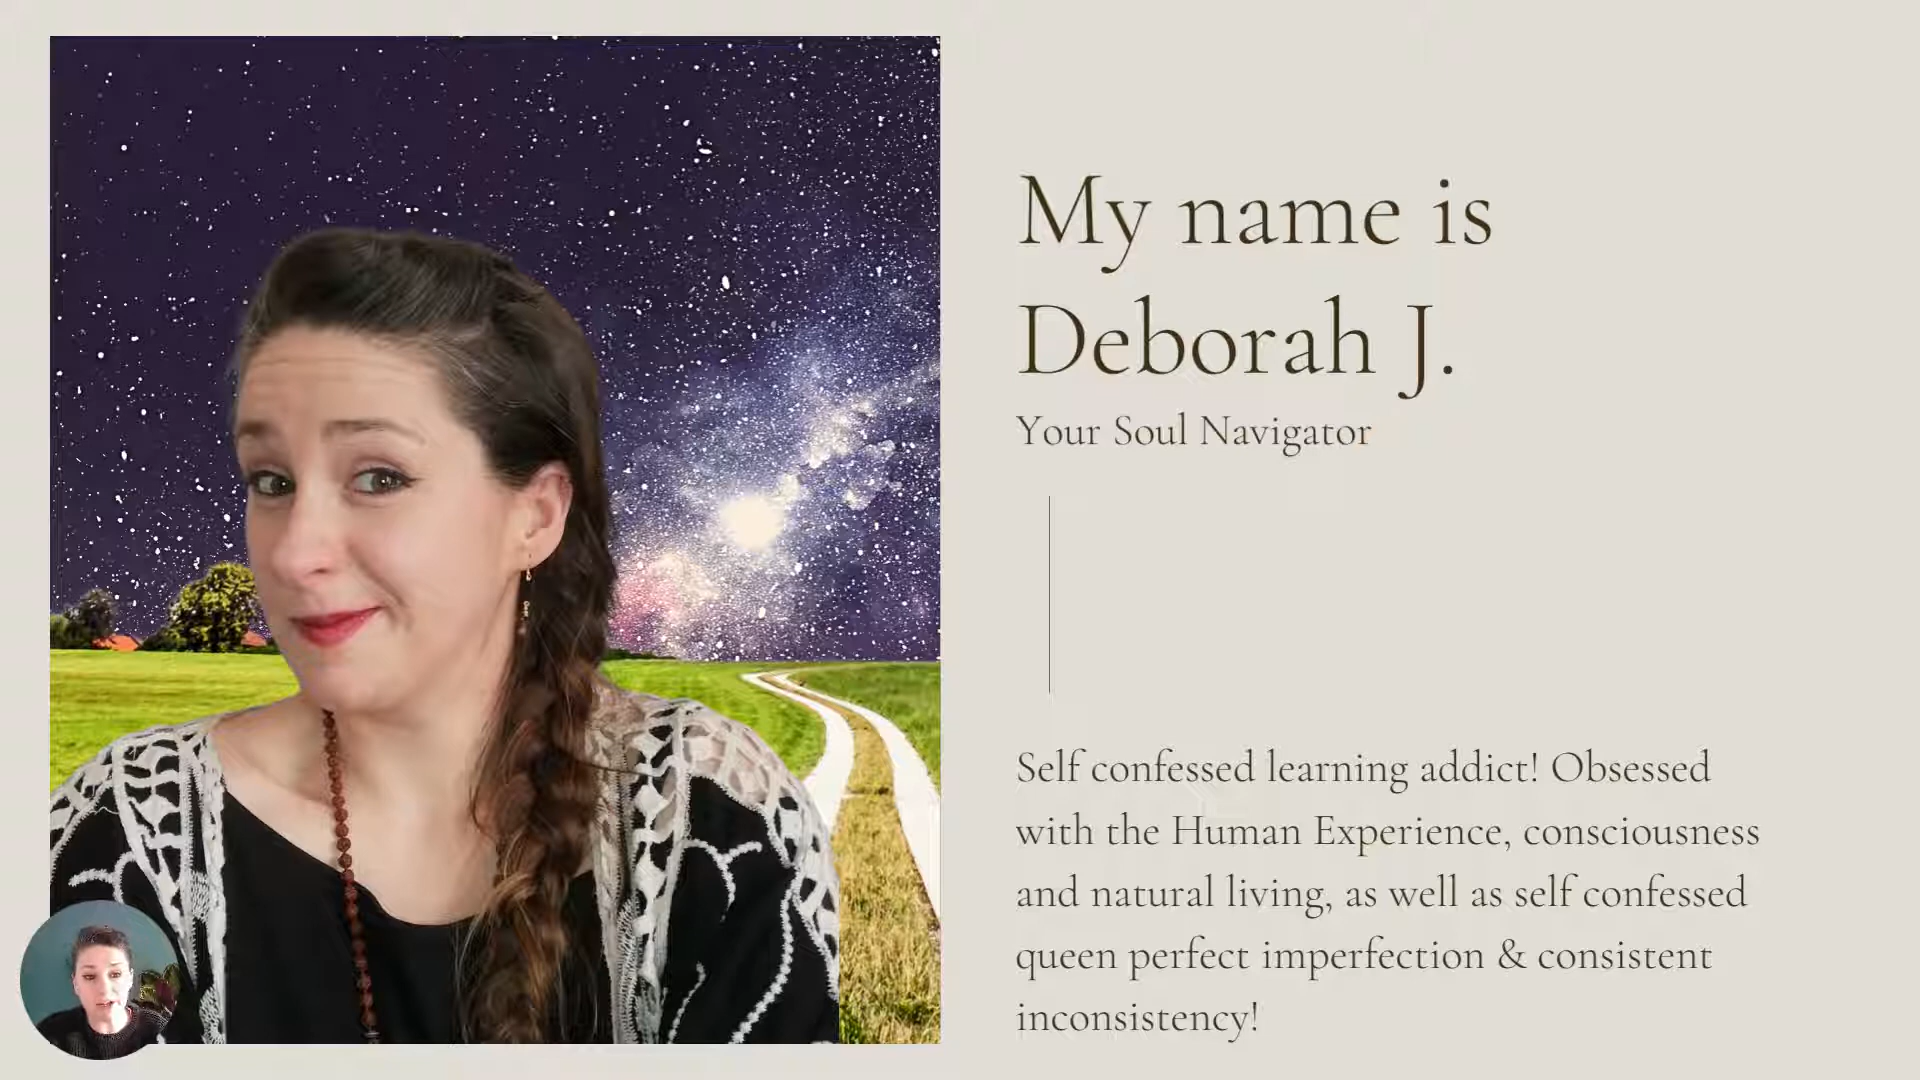 My name is
Deborah J.
Your Soul Navigator
Self confessed learning addict! Obsessed
with the Human Experience, consciousness
and natural living, as well as self confessed
queen perfect imperfection & consistent
inconsistency!